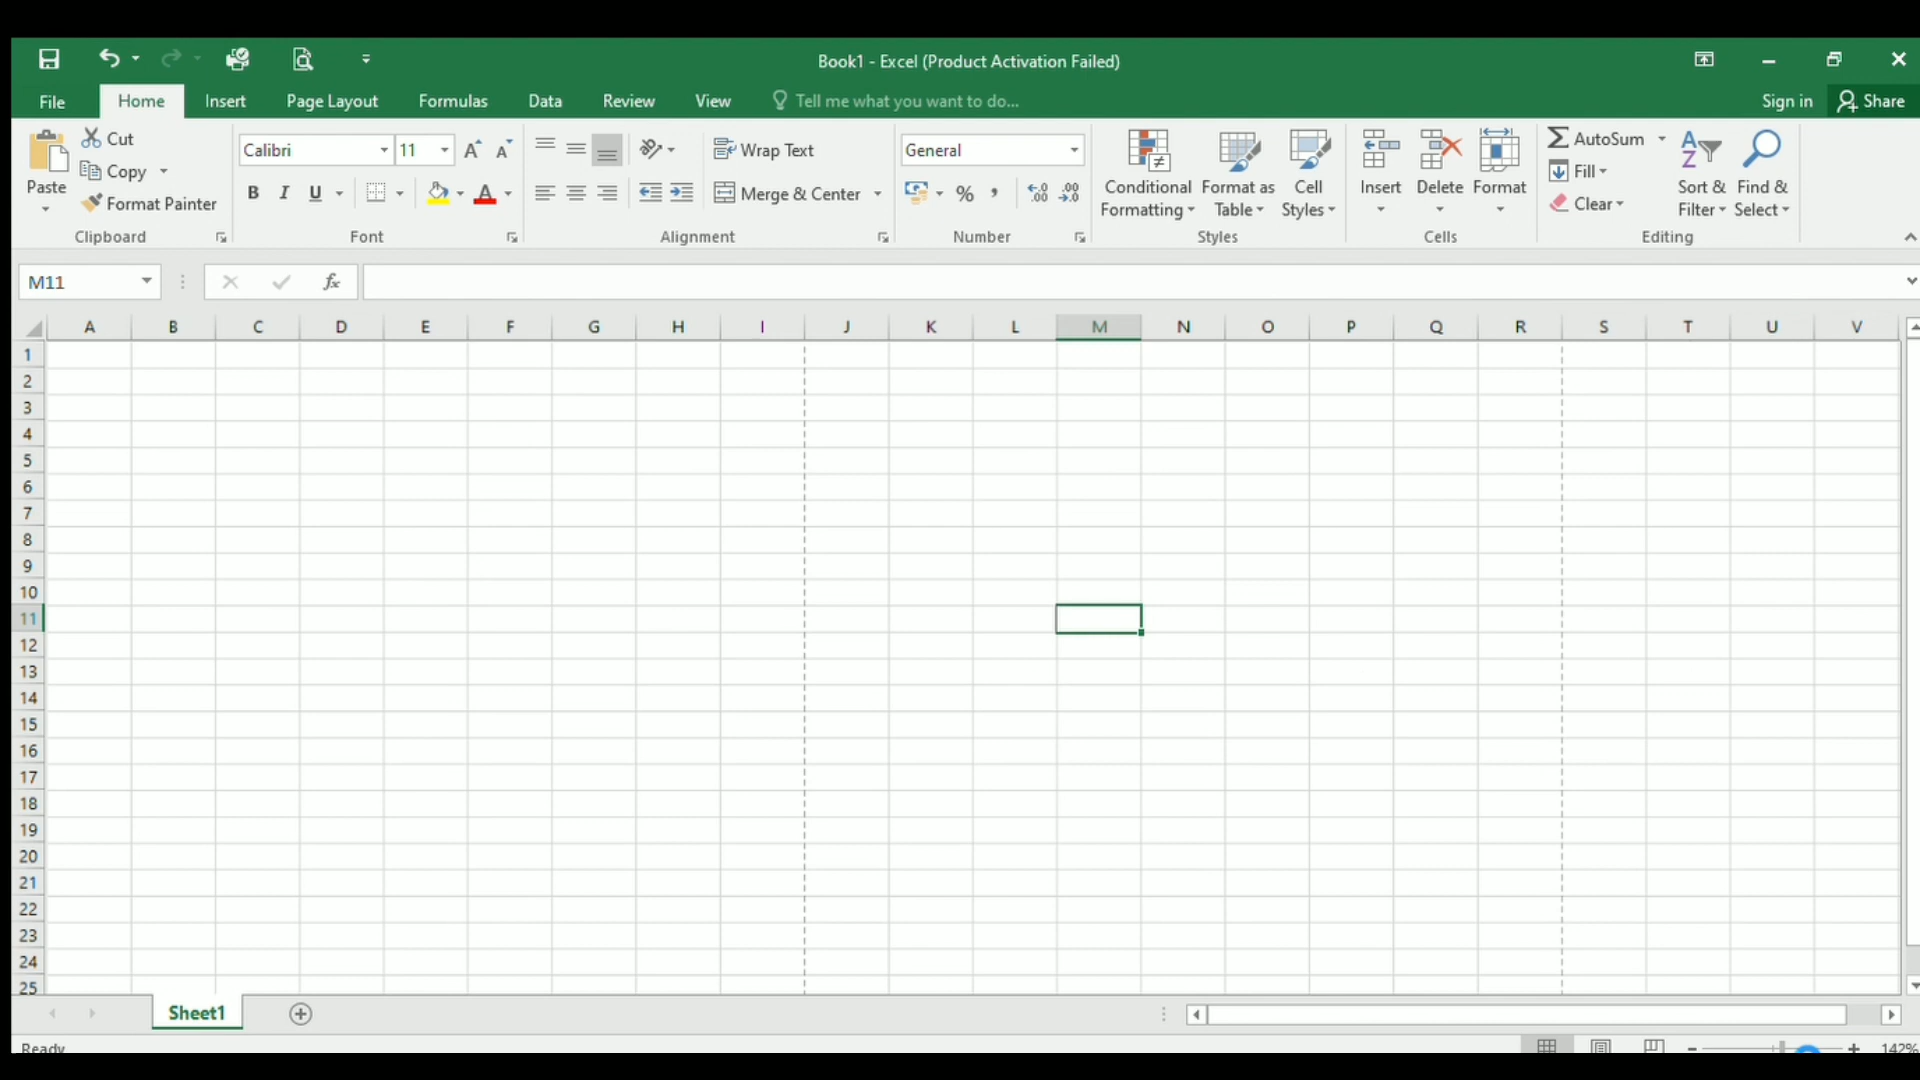 Book1 - Excel (Product Activation Failed)
File Home Insert Page Layout Formulas Data Review View Tell me what you want to do... Sign in Share
Paste Cut Copy Format Painter
Clipboard
Calibri 11
B I U A
Font
Wrap Text
Merge & Center
Alignment
General
% ,
Number
Conditional Formatting
Format as Table
Cell Styles
Styles
Insert Delete Format
Cells
AutoSum
Fill
Clear
Sort & Filter
Find & Select
Editing
M11 fx
A B C D E F G H I J K L M N O P Q R S T U V
1
2
3
4
5
6
7
8
9
10
11
12
13
14
15
16
17
18
19
20
21
22
23
24
25
Sheet1
Ready 142%